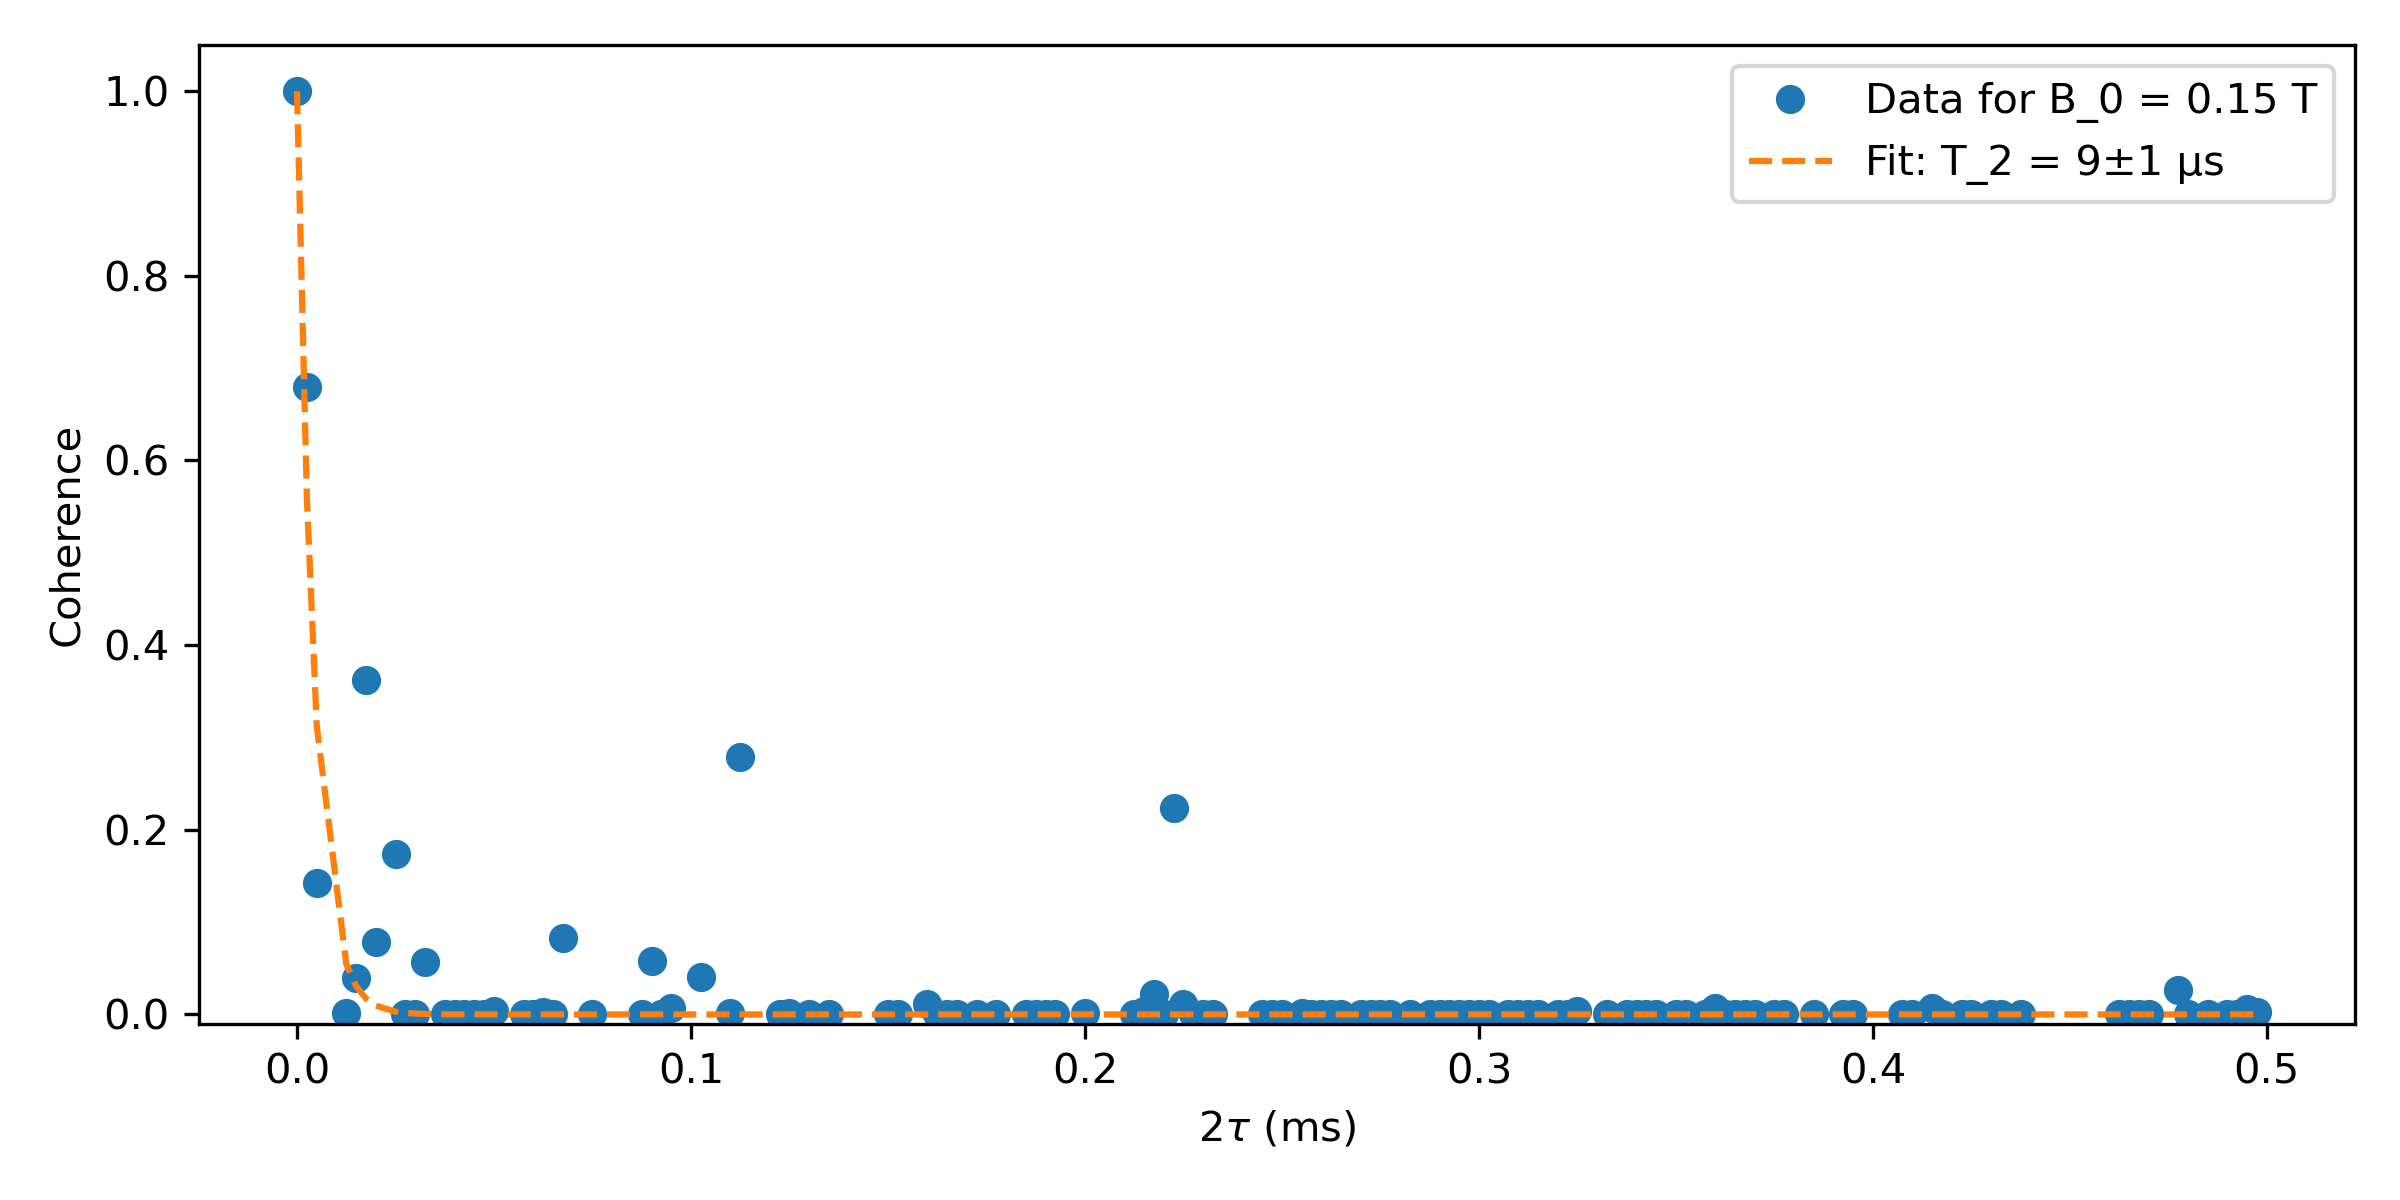 Data for B_0 = 0.15 T
Fit: T_2 = 9±1 μs
Coherence
1.0
0.8
0.6
0.4
0.2
0.0
0.0 0.1 0.2 0.3 0.4 0.5
2τ (ms)